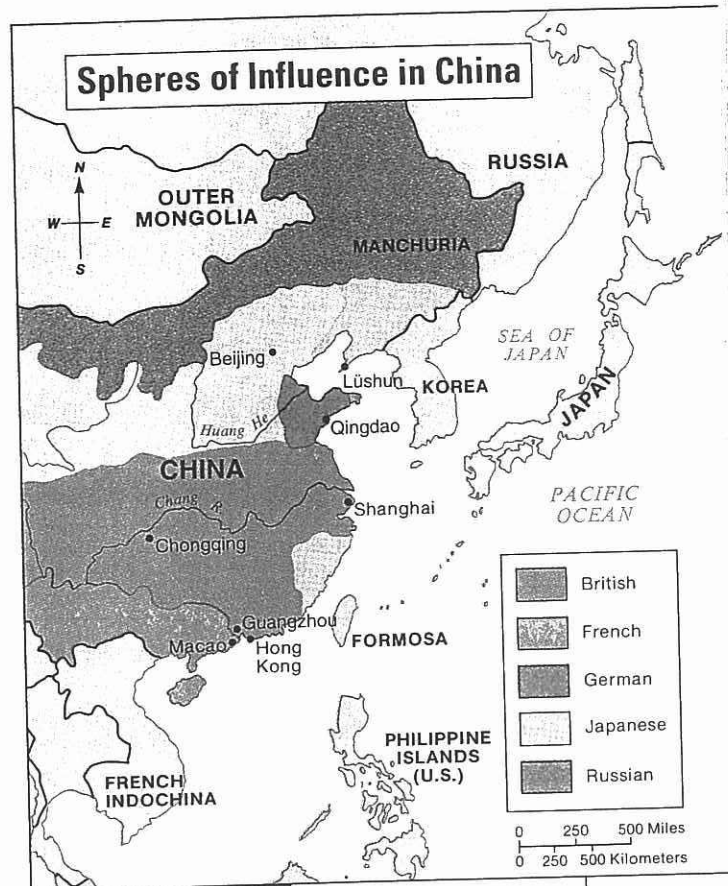 Spheres of Influence in China
N
W E
S
OUTER
MONGOLIA
RUSSIA
MANCHURIA
SEA OF
JAPAN
Beijing
Lüshun
KOREA
JAPAN
Huang He
Qingdao
CHINA
Chang R.
Shanghai
PACIFIC
OCEAN
Chongqing
Guangzhou
Macao
Hong
Kong
FORMOSA
PHILIPPINE
ISLANDS
(U.S.)
FRENCH
INDOCHINA
British
French
German
Japanese
Russian
0 250 500 Miles
0 250 500 Kilometers